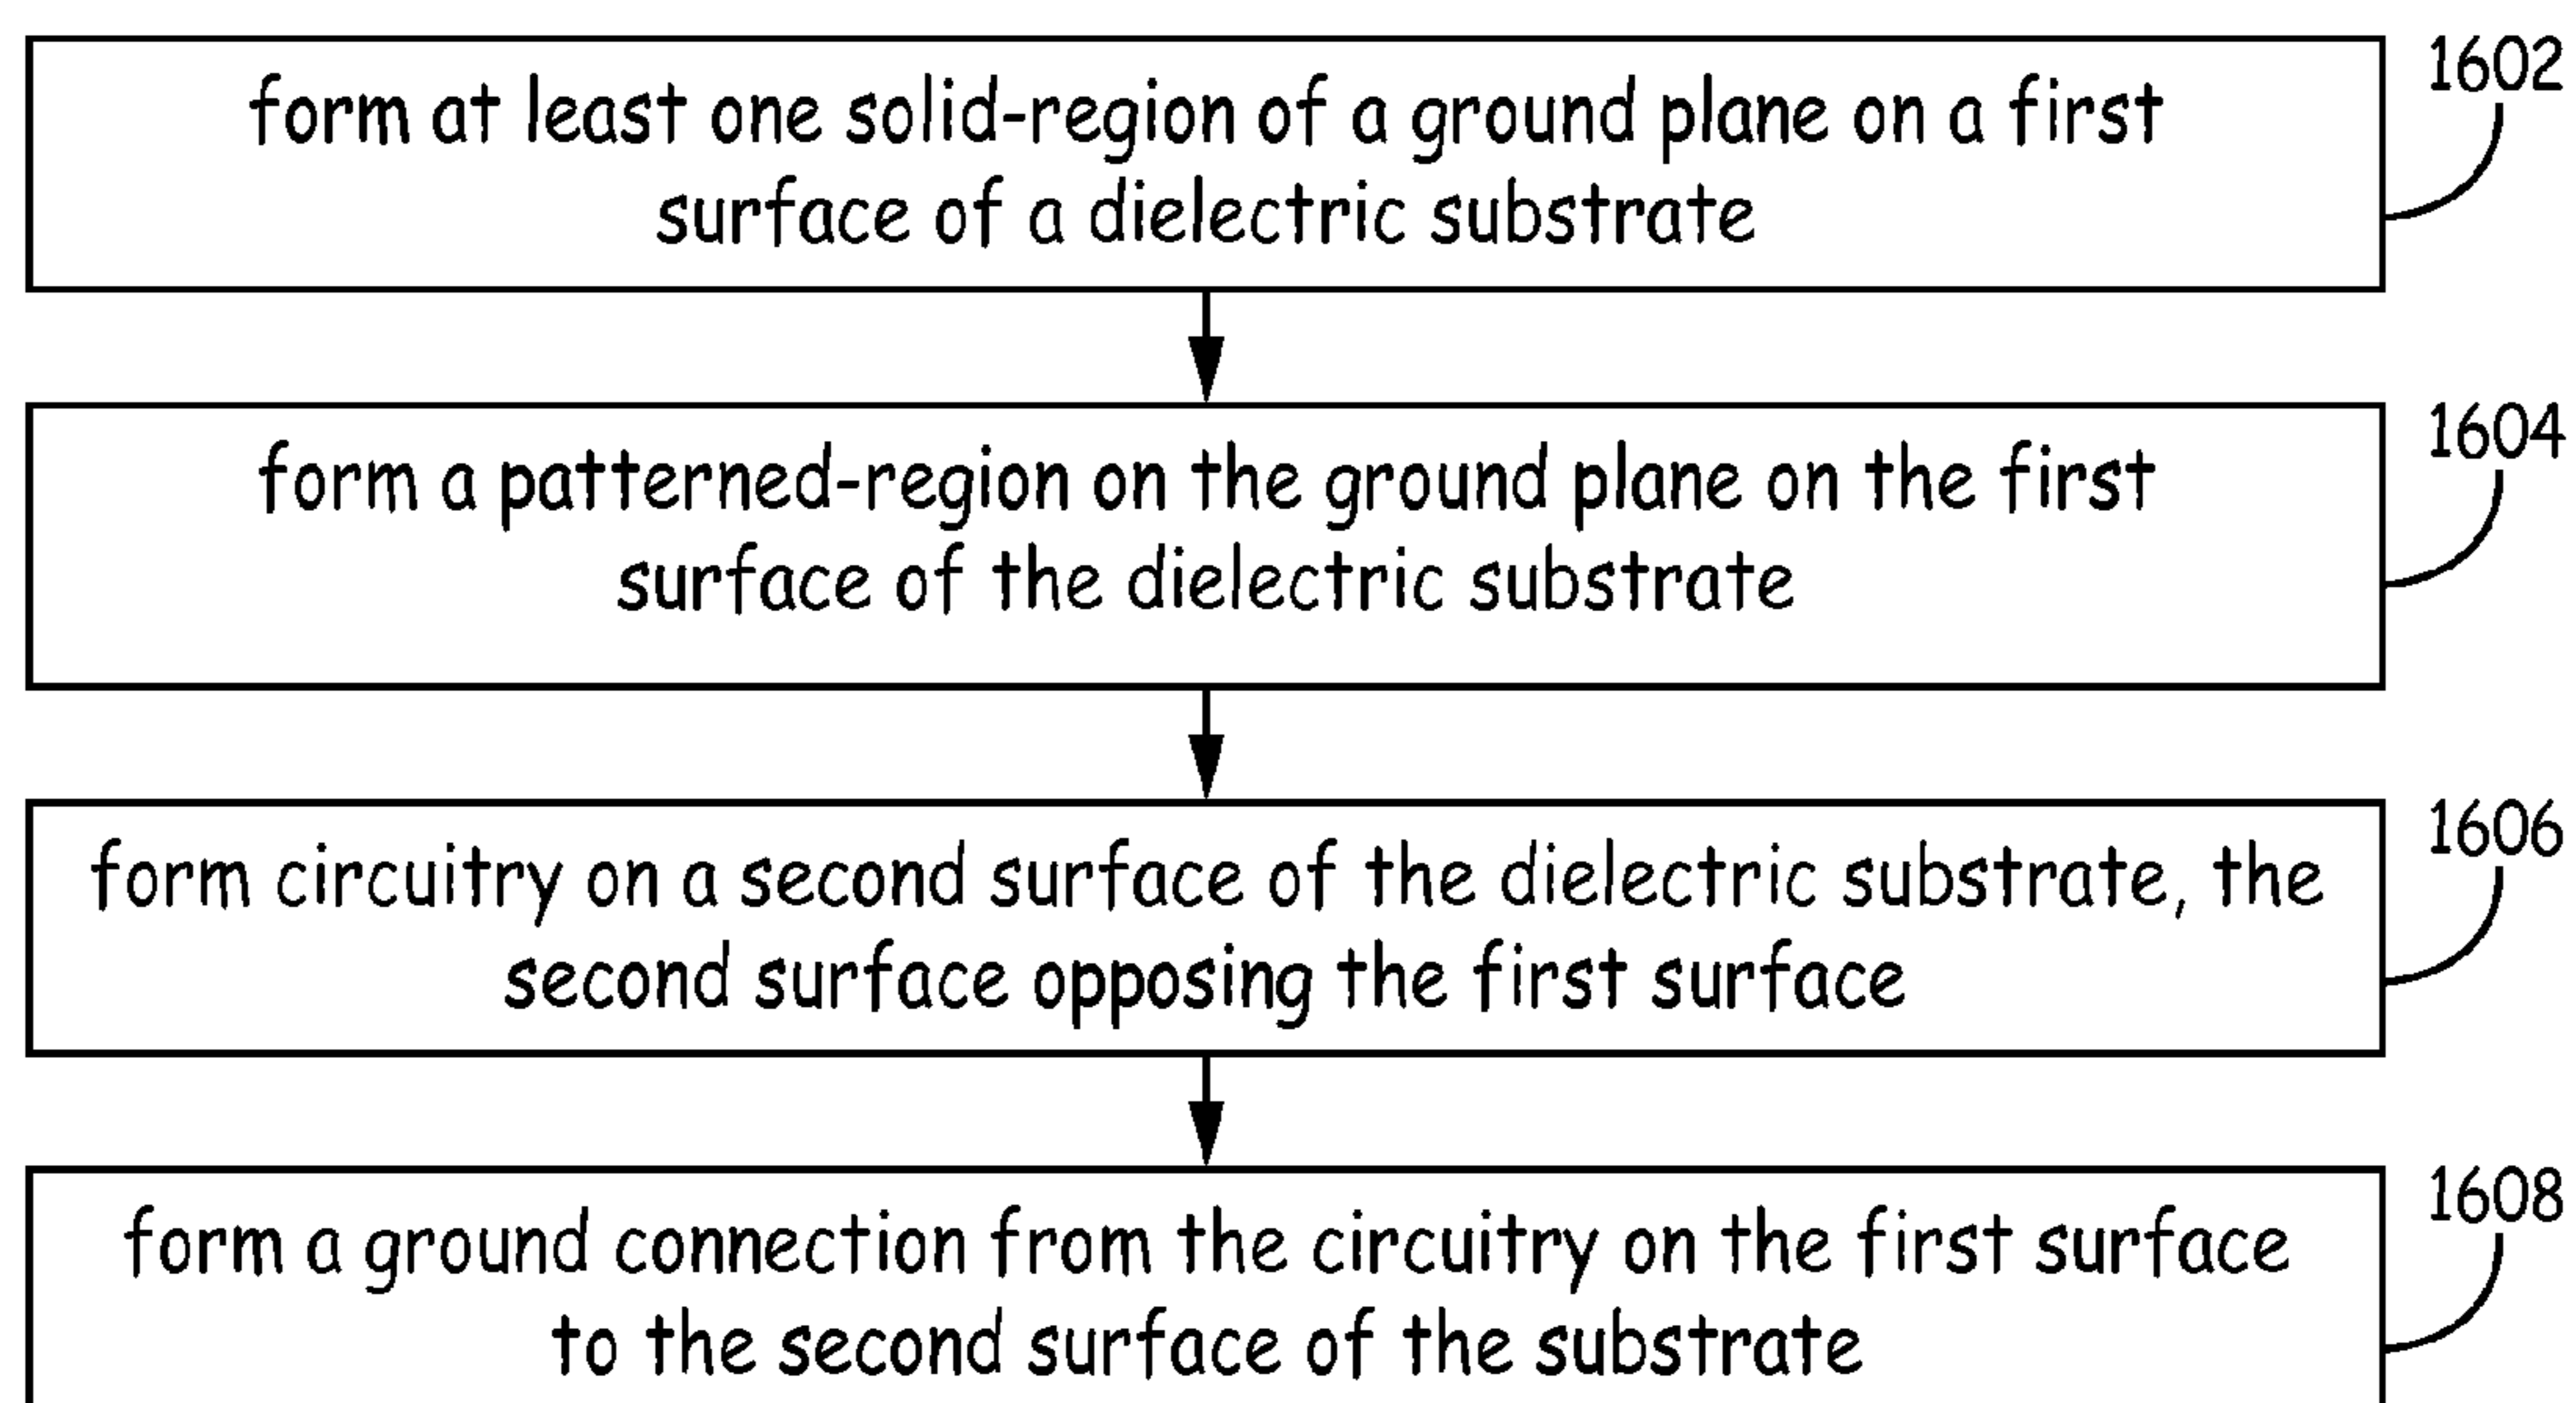 form at least one solid-region of a ground plane on a first
surface of a dielectric substrate
1602
form a patterned-region on the ground plane on the first
surface of the dielectric substrate
1604
form circuitry on a second surface of the dielectric substrate, the
second surface opposing the first surface
1606
form a ground connection from the circuitry on the first surface
to the second surface of the substrate
1608